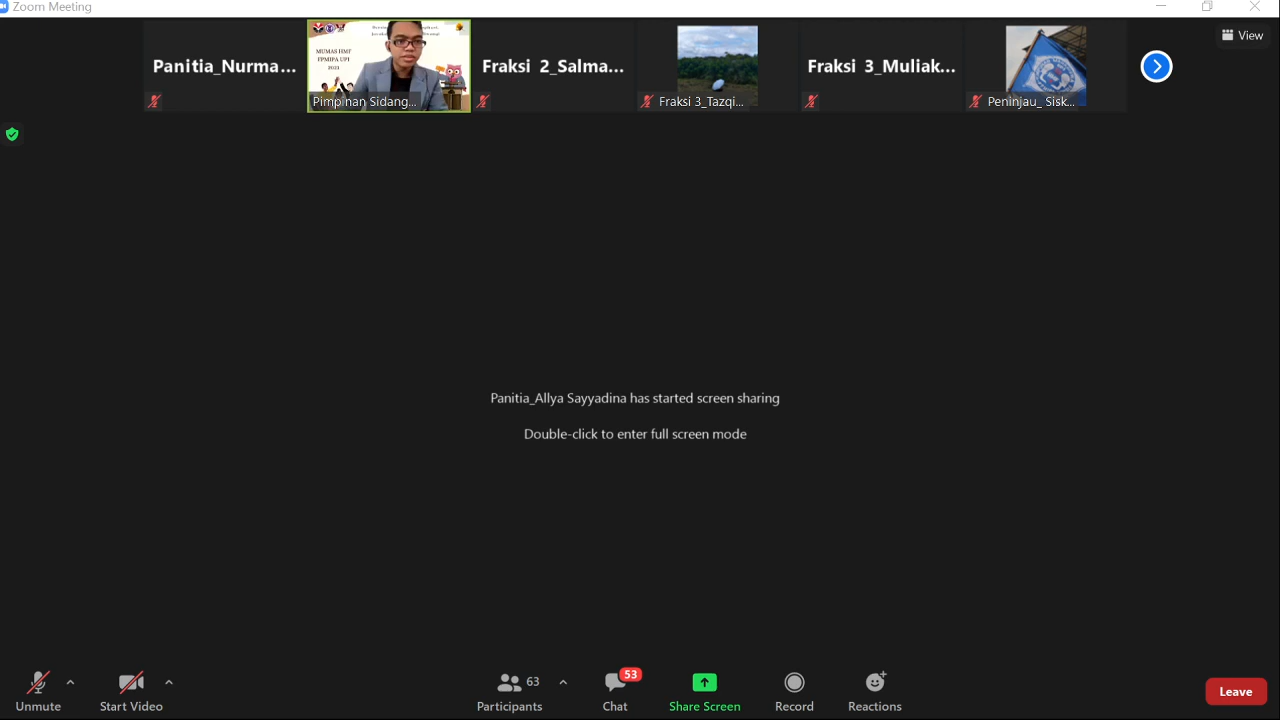 Zoom Meeting
View
Panitia_Nurma...
MUMAS HMT
FPMIPA UPI
2021
Pimpinan Sidang...
Fraksi 2_Salma...
Fraksi 3_Tazqi...
Fraksi 3_Muliak...
Peninjau_ Sisk...
Panitia_Allya Sayyadina has started screen sharing
Double-click to enter full screen mode
Unmute
Start Video
63
Participants
53
Chat
Share Screen
Record
Reactions
Leave